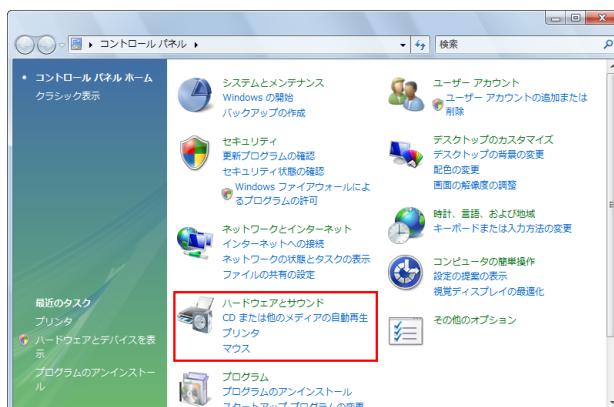 コントロール パネル
検索
コントロール パネル ホーム
クラシック表示
最近のタスク
プリンタ
ハードウェアとデバイスを表
示
プログラムのアンインストー
ル
システムとメンテナンス
Windows の開始
バックアップの作成
セキュリティ
更新プログラムの確認
セキュリティ状態の確認
Windows ファイアウォールによ
るプログラムの許可
ネットワークとインターネット
インターネットへの接続
ネットワークの状態とタスクの表示
ファイルの共有の設定
ハードウェアとサウンド
CD または他のメディアの自動再生
プリンタ
マウス
プログラム
プログラムのアンインストール
スタートアップ プログラムの変更
ユーザー アカウント
ユーザー アカウントの追加または
削除
デスクトップのカスタマイズ
デスクトップの背景の変更
配色の変更
画面の解像度の調整
時計、言語、および地域
キーボードまたは入力方法の変更
コンピュータの簡単操作
設定の提案の表示
視覚ディスプレイの最適化
その他のオプション